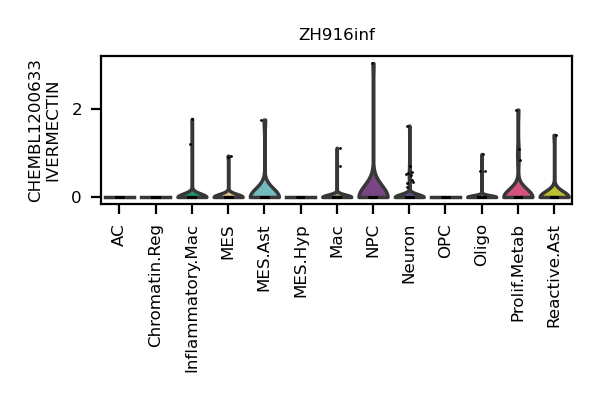 ZH916inf
CHEMBL1200633
IVERMECTIN
2
0
AC
Chromatin.Reg
Inflammatory.Mac
MES
MES.Ast
MES.Hyp
Mac
NPC
Neuron
OPC
Oligo
Prolif.Metab
Reactive.Ast